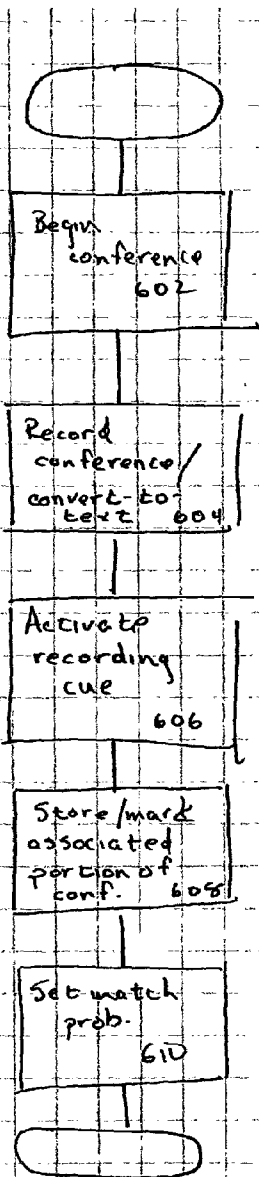 Begin
conference
602
Record
conference/
convert-to-
text 604
Activate
recording
cue
606
Store/mark
associated
portion of
conf. 608
Set match
prob.
610